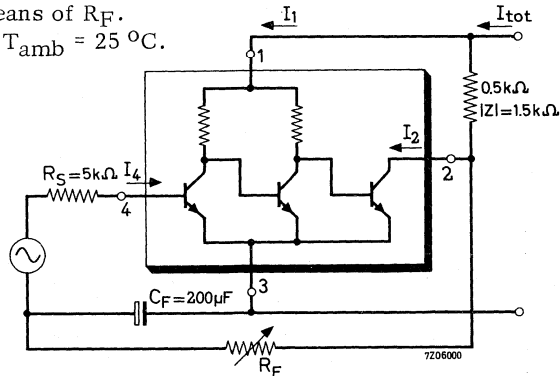 eans of R_F.
T_amb = 25 °C.
I_1
I_tot
1
0.5kΩ
|Z|=1.5kΩ
I_2
R_S=5kΩ
I_4
2
4
3
C_F=200µF
7Z06000
R_F